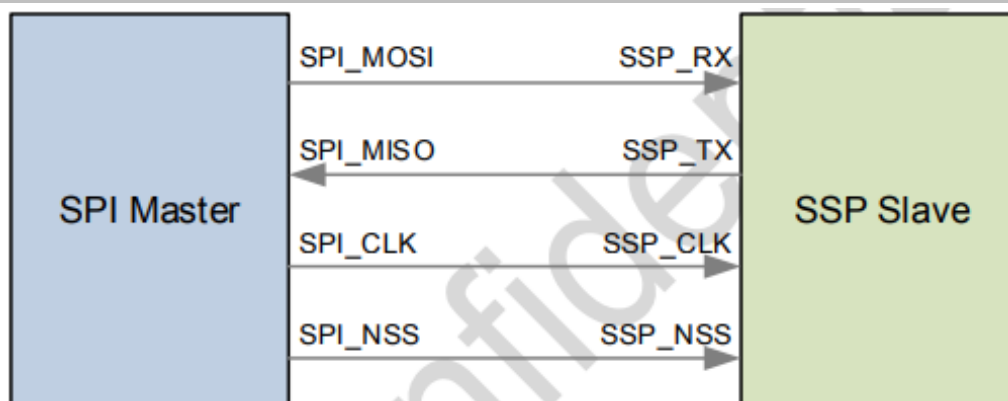 SPI_MOSI SSP_RX
SPI_MISO SSP_TX
SPI Master SSP Slave
SPI_CLK SSP_CLK
SPI_NSS SSP_NSS